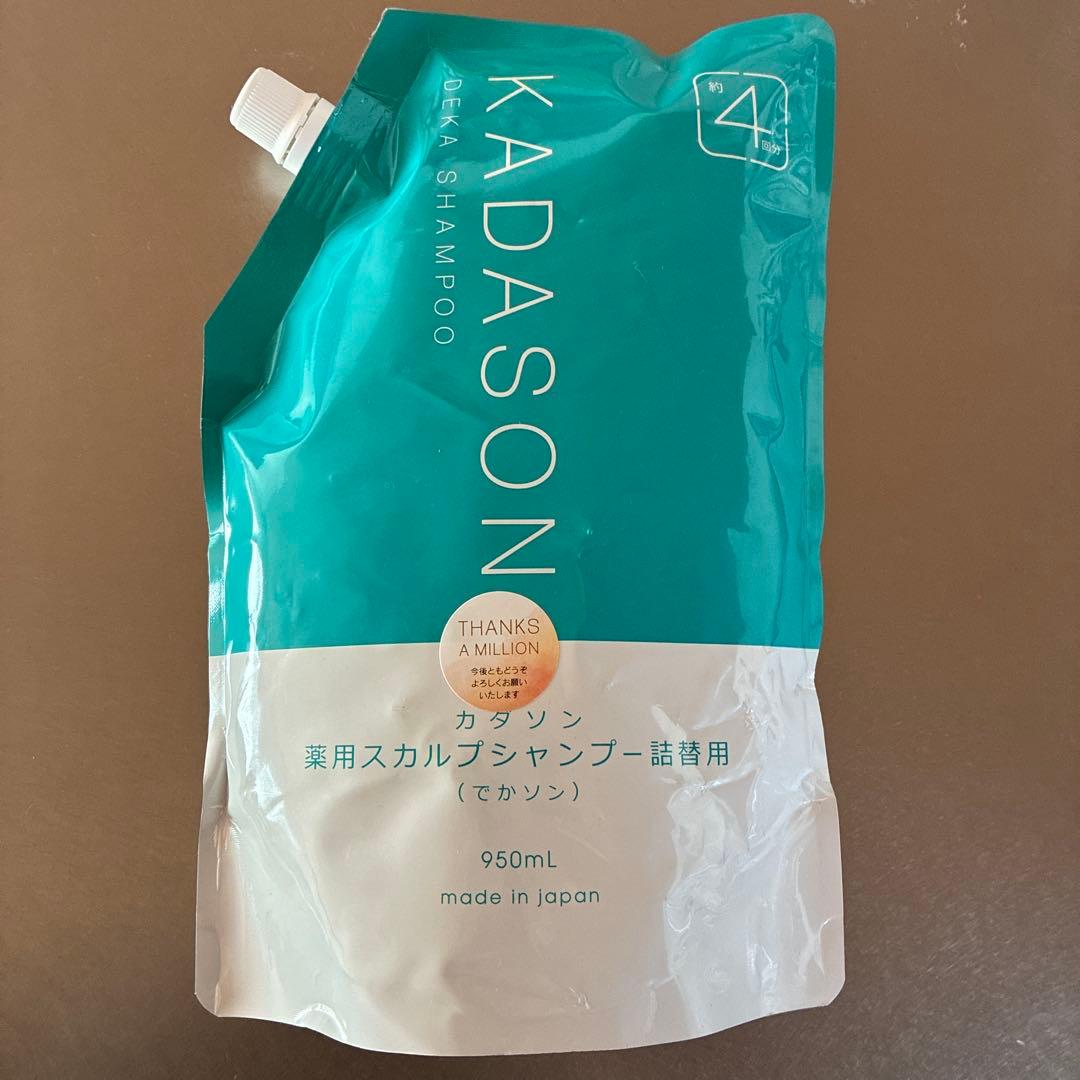 KADASON
DEKA SHAMPOO
約
4
回分
THANKS
A MILLION
今後ともどうぞ
よろしくお願い
いたします
カダソン
薬用スカルプシャンプー詰替用
(でかソン)
950mL
made in japan